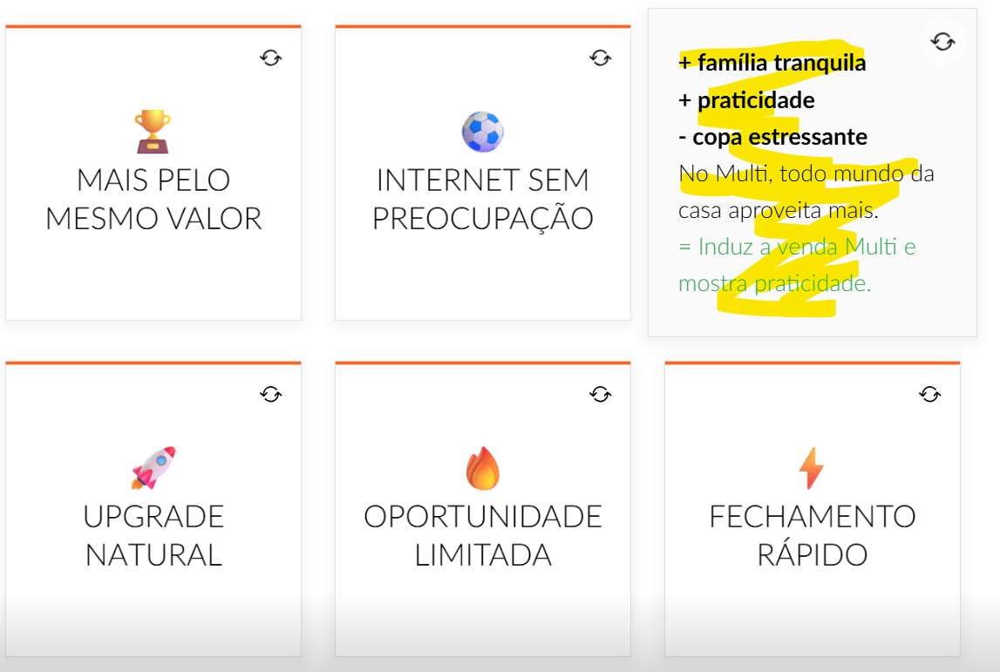 MAIS PELO
MESMO VALOR
INTERNET SEM
PREOCUPAÇÃO
+ família tranquila
+ praticidade
- copa estressante
No Multi, todo mundo da
casa aproveita mais.
= Induz a venda Multi e
mostra praticidade.
UPGRADE
NATURAL
OPORTUNIDADE
LIMITADA
FECHAMENTO
RÁPIDO